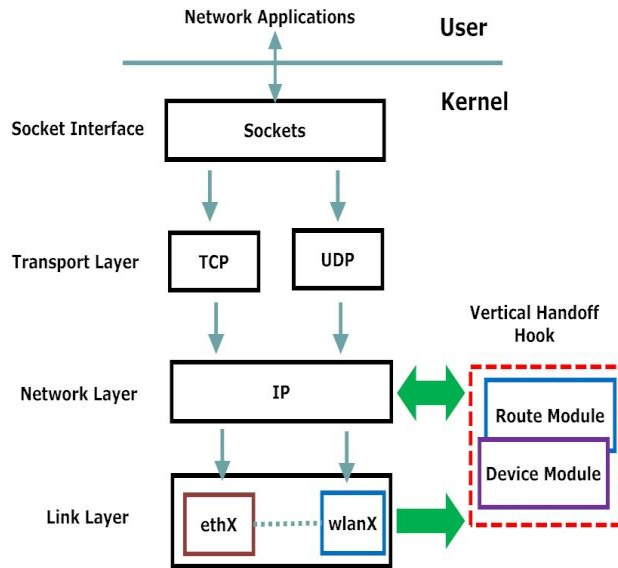 Network Applications
User
Kernel
Socket Interface
Sockets
Transport Layer
TCP
UDP
Vertical Handoff
Hook
Network Layer
IP
Route Module
Device Module
Link Layer
ethX
wlanX